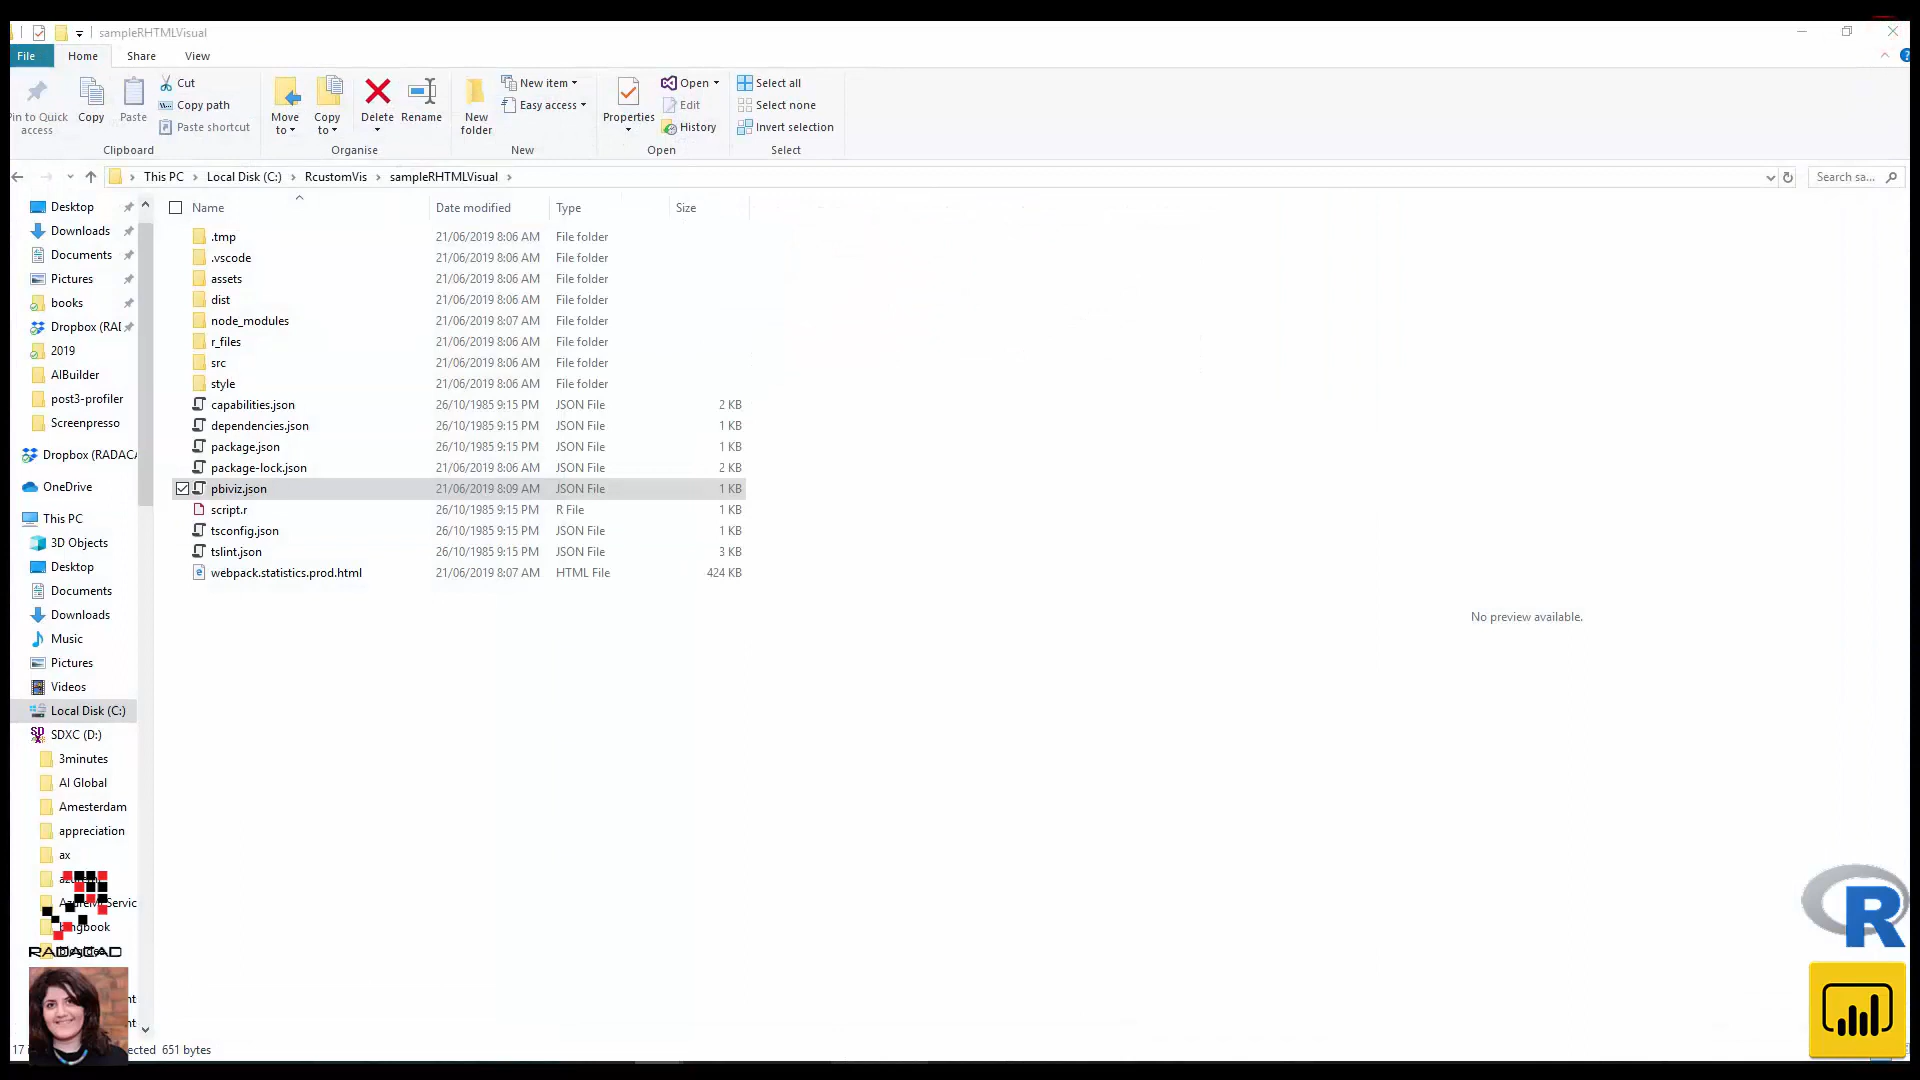 sampleRHTMLVisual
File Home Share View
Cut
Copy path
Paste shortcut
Pin to Quick access
Copy
Paste
Clipboard
Move to
Copy to
Delete
Rename
Organise
New folder
New item
Easy access
New
Properties
Open
Edit
History
Open
Select all
Select none
Invert selection
Select
This PC > Local Disk (C:) > RcustomVis > sampleRHTMLVisual >
Search sa...
Name Date modified Type Size
.tmp 21/06/2019 8:06 AM File folder
.vscode 21/06/2019 8:06 AM File folder
assets 21/06/2019 8:06 AM File folder
dist 21/06/2019 8:06 AM File folder
node_modules 21/06/2019 8:07 AM File folder
r_files 21/06/2019 8:06 AM File folder
src 21/06/2019 8:06 AM File folder
style 21/06/2019 8:06 AM File folder
capabilities.json 26/10/1985 9:15 PM JSON File 2 KB
dependencies.json 26/10/1985 9:15 PM JSON File 1 KB
package.json 26/10/1985 9:15 PM JSON File 1 KB
package-lock.json 21/06/2019 8:06 AM JSON File 2 KB
pbiviz.json 21/06/2019 8:09 AM JSON File 1 KB
script.r 26/10/1985 9:15 PM R File 1 KB
tsconfig.json 26/10/1985 9:15 PM JSON File 1 KB
tslint.json 26/10/1985 9:15 PM JSON File 3 KB
webpack.statistics.prod.html 21/06/2019 8:07 AM HTML File 424 KB
No preview available.
Desktop
Downloads
Documents
Pictures
books
Dropbox (RAD
2019
AIBuilder
post3-profiler
Screenpresso
Dropbox (RADACA
OneDrive
This PC
3D Objects
Desktop
Documents
Downloads
Music
Pictures
Videos
Local Disk (C:)
SDXC (D:)
3minutes
AI Global
Amesterdam
appreciation
ax
RADACAD
651 bytes
R